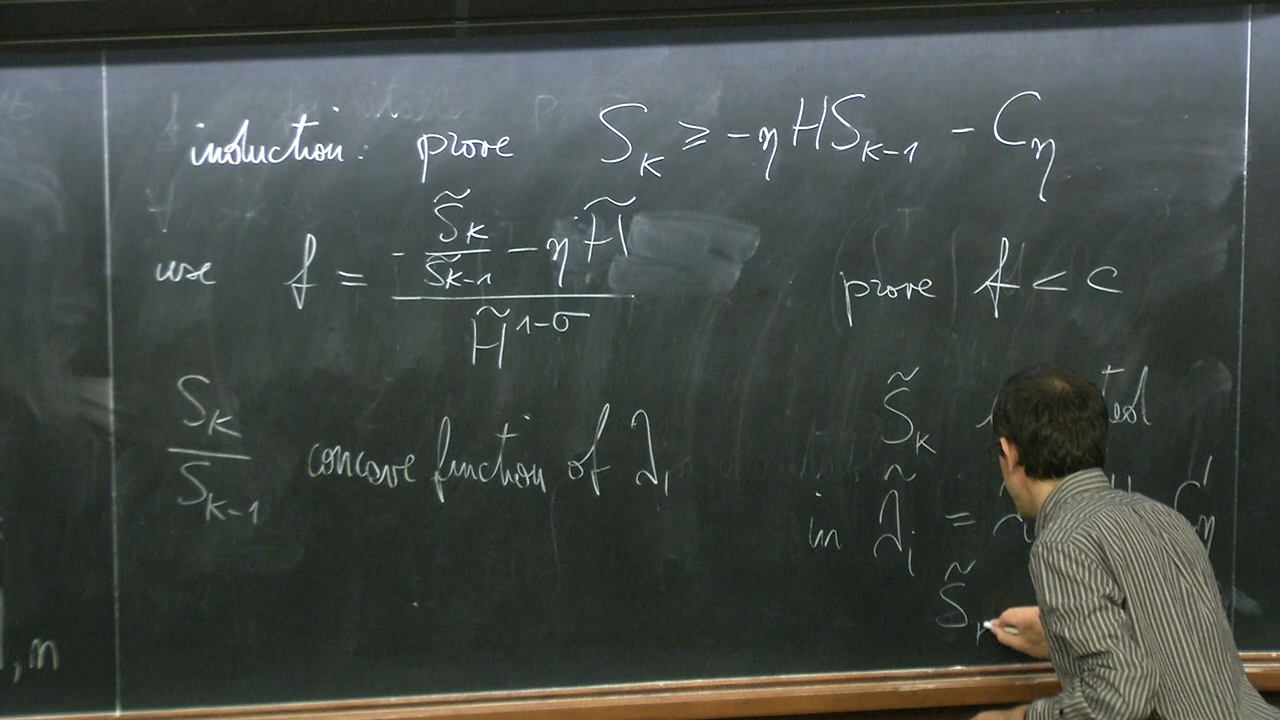 induction: prove S_k ≥ -η H S_{k-1} - C_η
use f = (- S̃_k / S̃_{k-1} - η H̃) / H̃^{1-σ} prove f < c
S_k / S_{k-1} concave function of λ_i
S̃_k
in λ̃_i =
S̃
, n